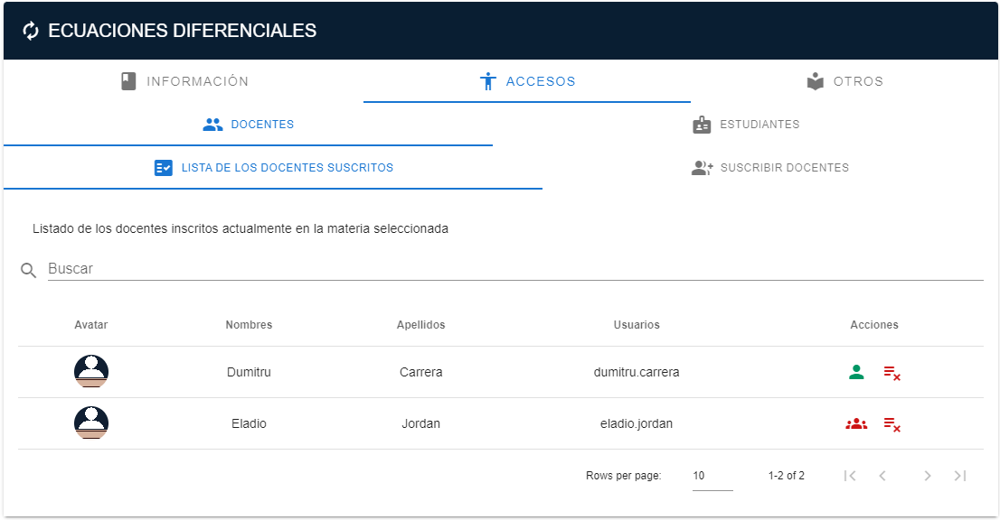 ECUACIONES DIFERENCIALES
INFORMACIÓN ACCESOS OTROS
DOCENTES ESTUDIANTES
LISTA DE LOS DOCENTES SUSCRITOS SUSCRIBIR DOCENTES
Listado de los docentes inscritos actualmente en la materia seleccionada
Buscar
Avatar Nombres Apellidos Usuarios Acciones
Dumitru Carrera dumitru.carrera
Eladio Jordan eladio.jordan
Rows per page: 10 1-2 of 2